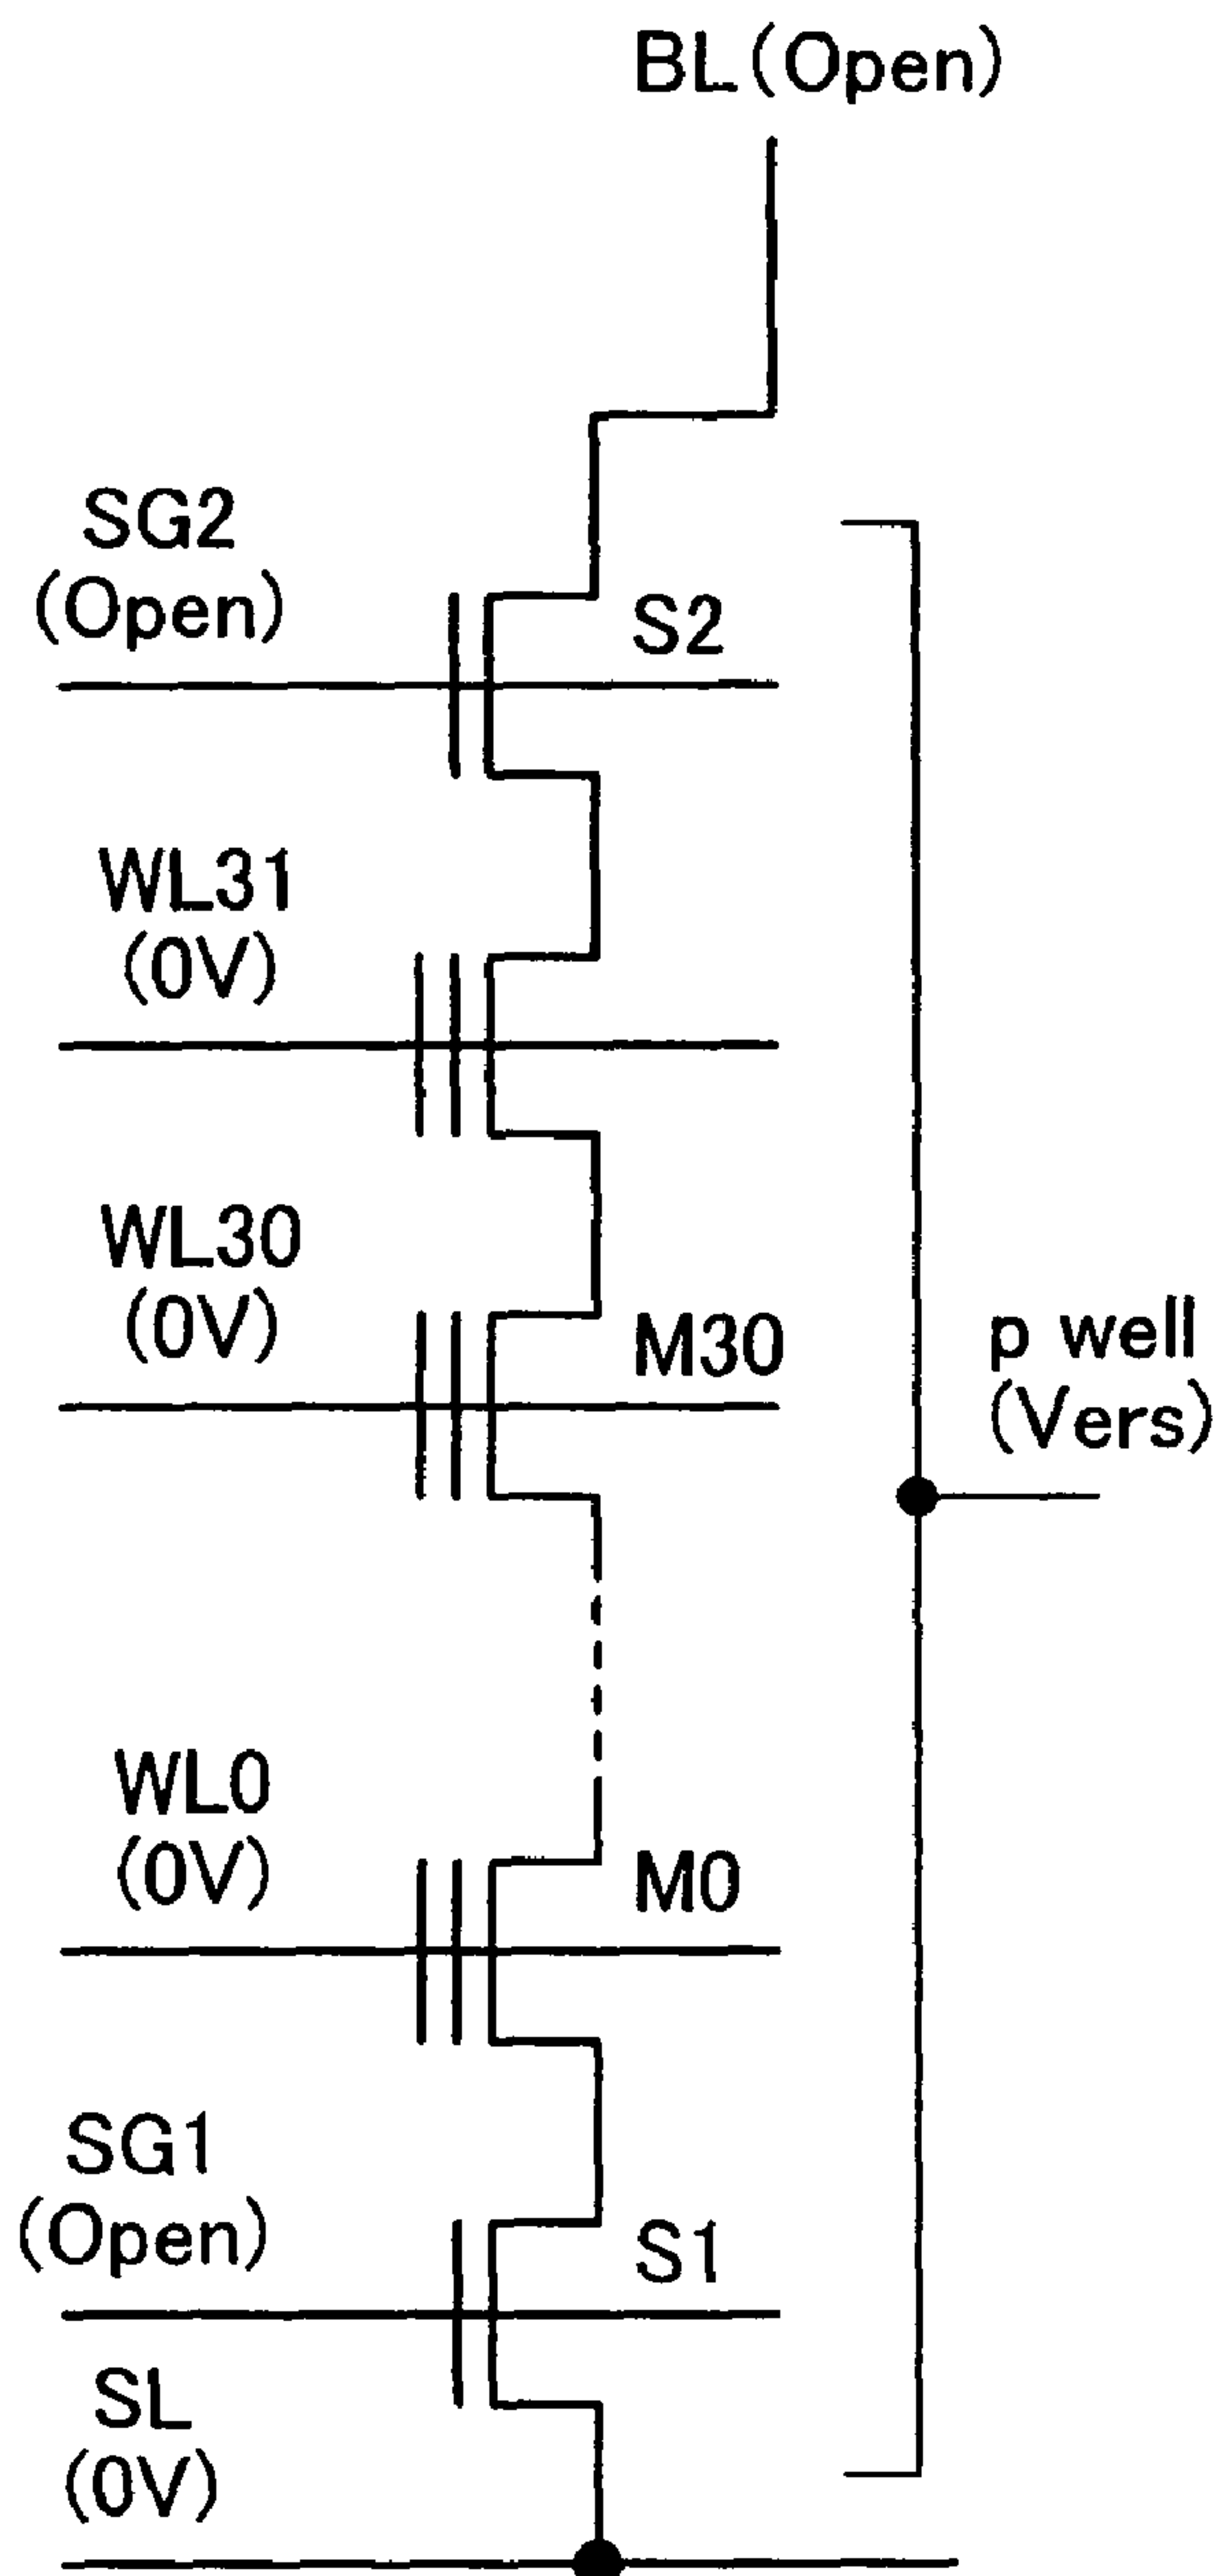 BL(Open)
SG2
(Open)
S2
WL31
(0V)
WL30
(0V)
M30
p well
(Vers)
WL0
(0V)
M0
SG1
(Open)
S1
SL
(0V)